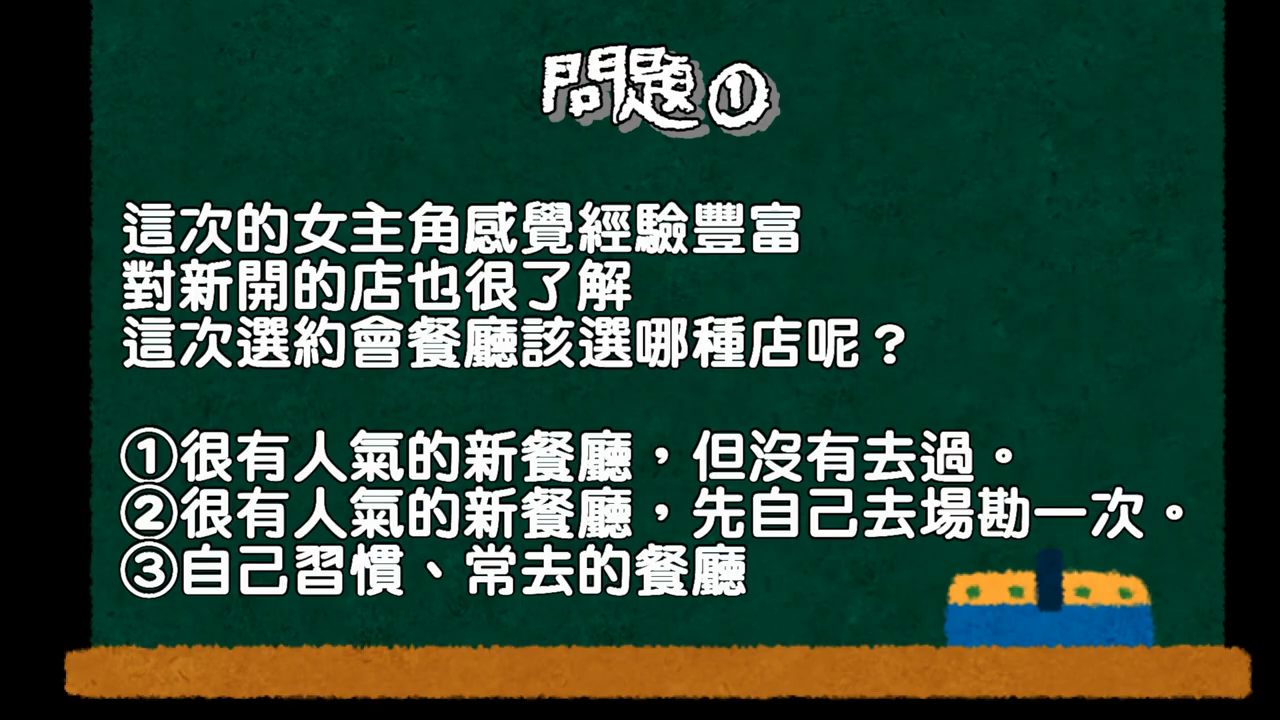 問題①
這次的女主角感覺經驗豐富
對新開的店也很了解
這次選約會餐廳該選哪種店呢？
①很有人氣的新餐廳，但沒有去過。
②很有人氣的新餐廳，先自己去場勘一次。
③自己習慣、常去的餐廳